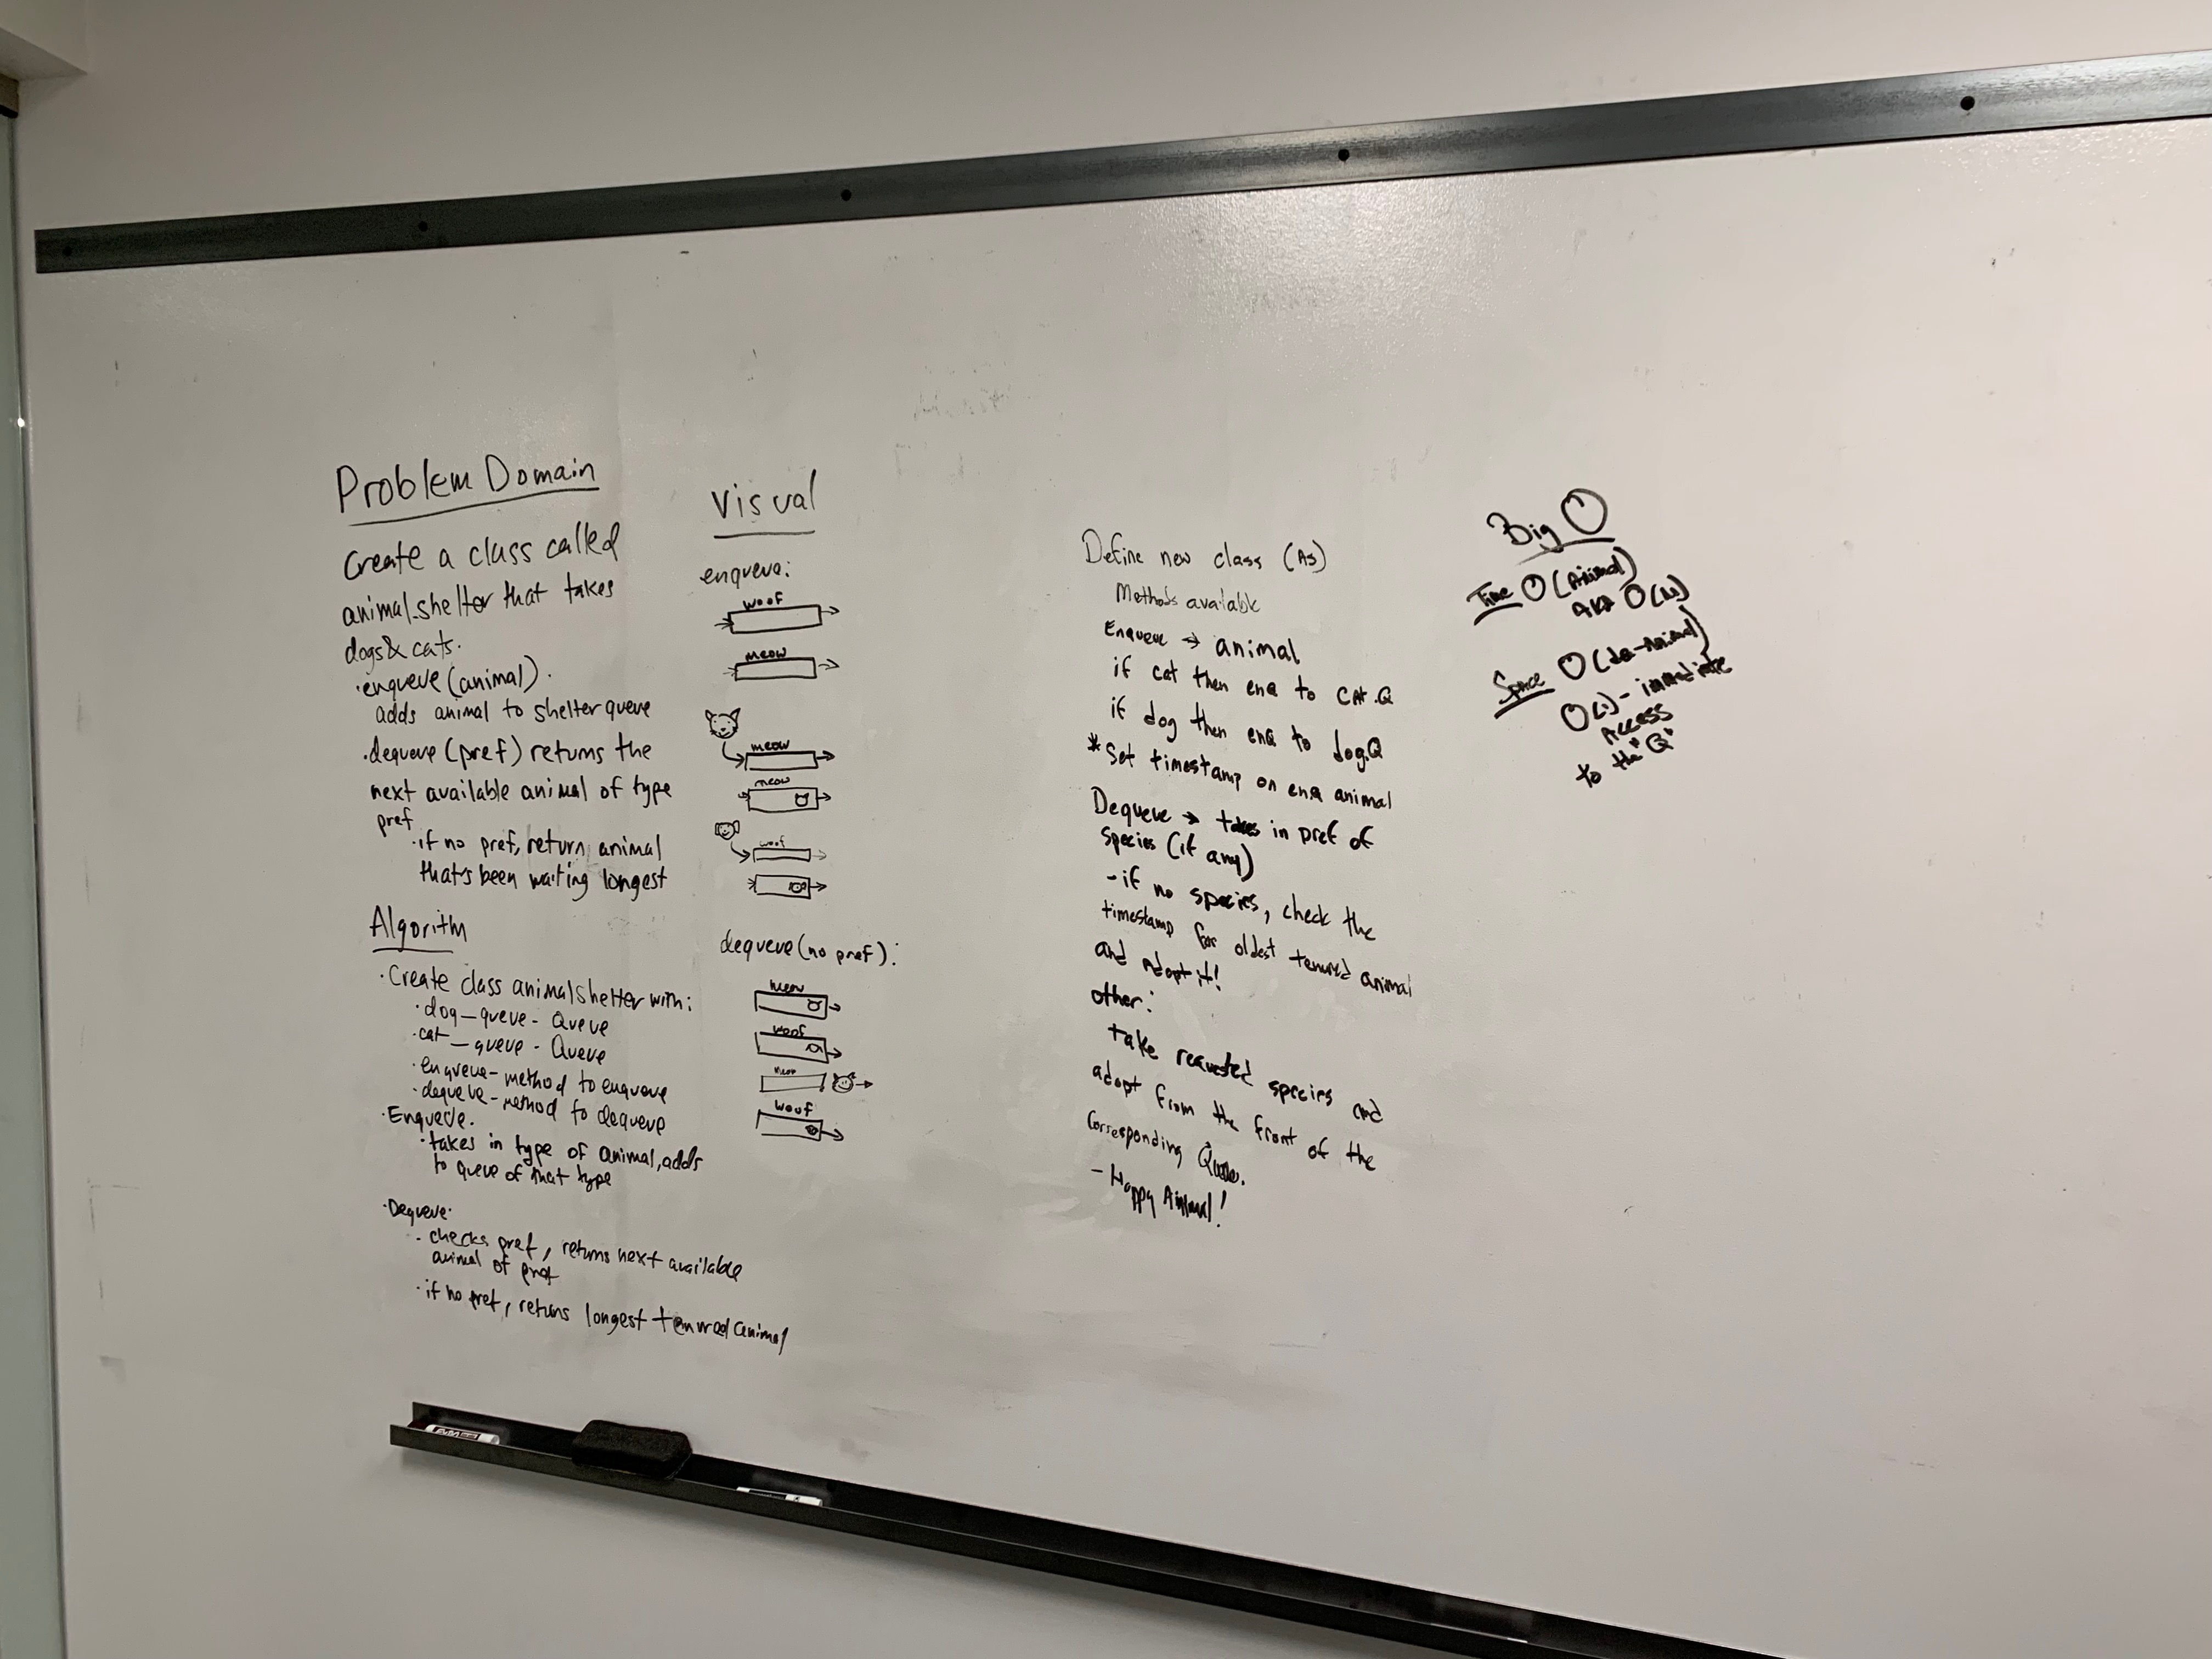 Problem Domain
Create a class called
animal_shelter that takes
dogs & cats.
· enqueue (animal).
adds animal to shelter queue
· dequeue (pref) returns the
next available animal of type
pref
· if no pref, return animal
that's been waiting longest
Algorithm
· Create class animalshelter with:
· dog_queue - Queue
· cat_queue - Queue
· enqueue - method to enqueue
· dequeue - method to dequeue
· Enqueue.
· takes in type of animal, adds
to queue of that type
· Dequeue.
- checks pref, returns next available
animal of pref
· if no pref, returns longest tenured animal
Visual
enqueue:
woof
meow
meow
meow
woof
dequeue (no pref):
meow
woof
meow
woof
Define new class (AS)
Methods available
Enqueue → animal
if cat then enQ to CAT.Q
if dog then enQ to dog.Q
* Set timestamp on enQ animal
Dequeue → takes in pref of
species (if any)
- if no species, check the
timestamp for oldest tenured animal
and adopt it!
other:
take requested species and
adopt from the front of the
corresponding Queue.
- Happy Animal!
Big O
Time O (Animal)
AKA O(N)
Space O (de-Animal)
O(1) - immediate
Access
to the "Q"
EXPO